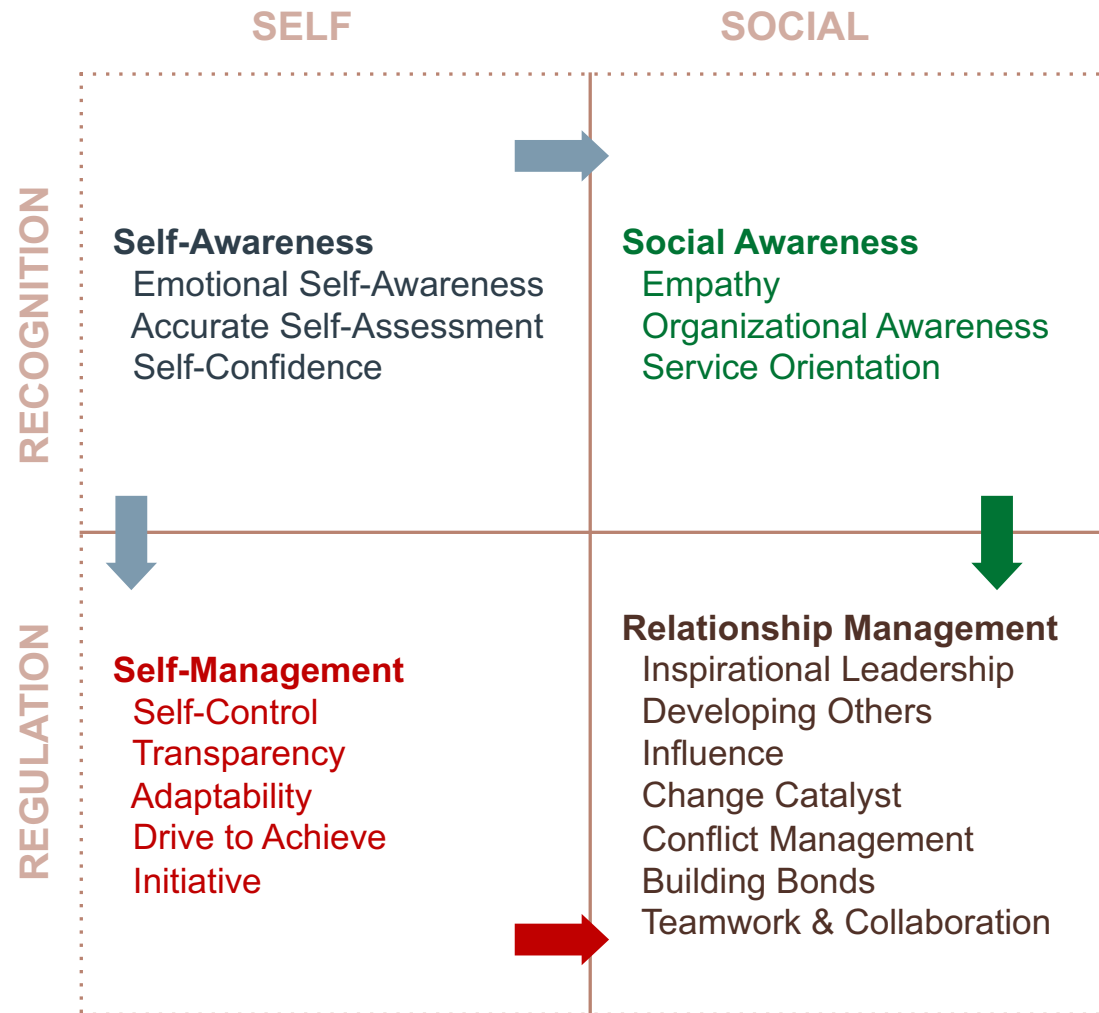 SELF
SOCIAL
RECOGNITION
Self-Awareness
Emotional Self-Awareness
Accurate Self-Assessment
Self-Confidence
Social Awareness
Empathy
Organizational Awareness
Service Orientation
REGULATION
Self-Management
Self-Control
Transparency
Adaptability
Drive to Achieve
Initiative
Relationship Management
Inspirational Leadership
Developing Others
Influence
Change Catalyst
Conflict Management
Building Bonds
Teamwork & Collaboration